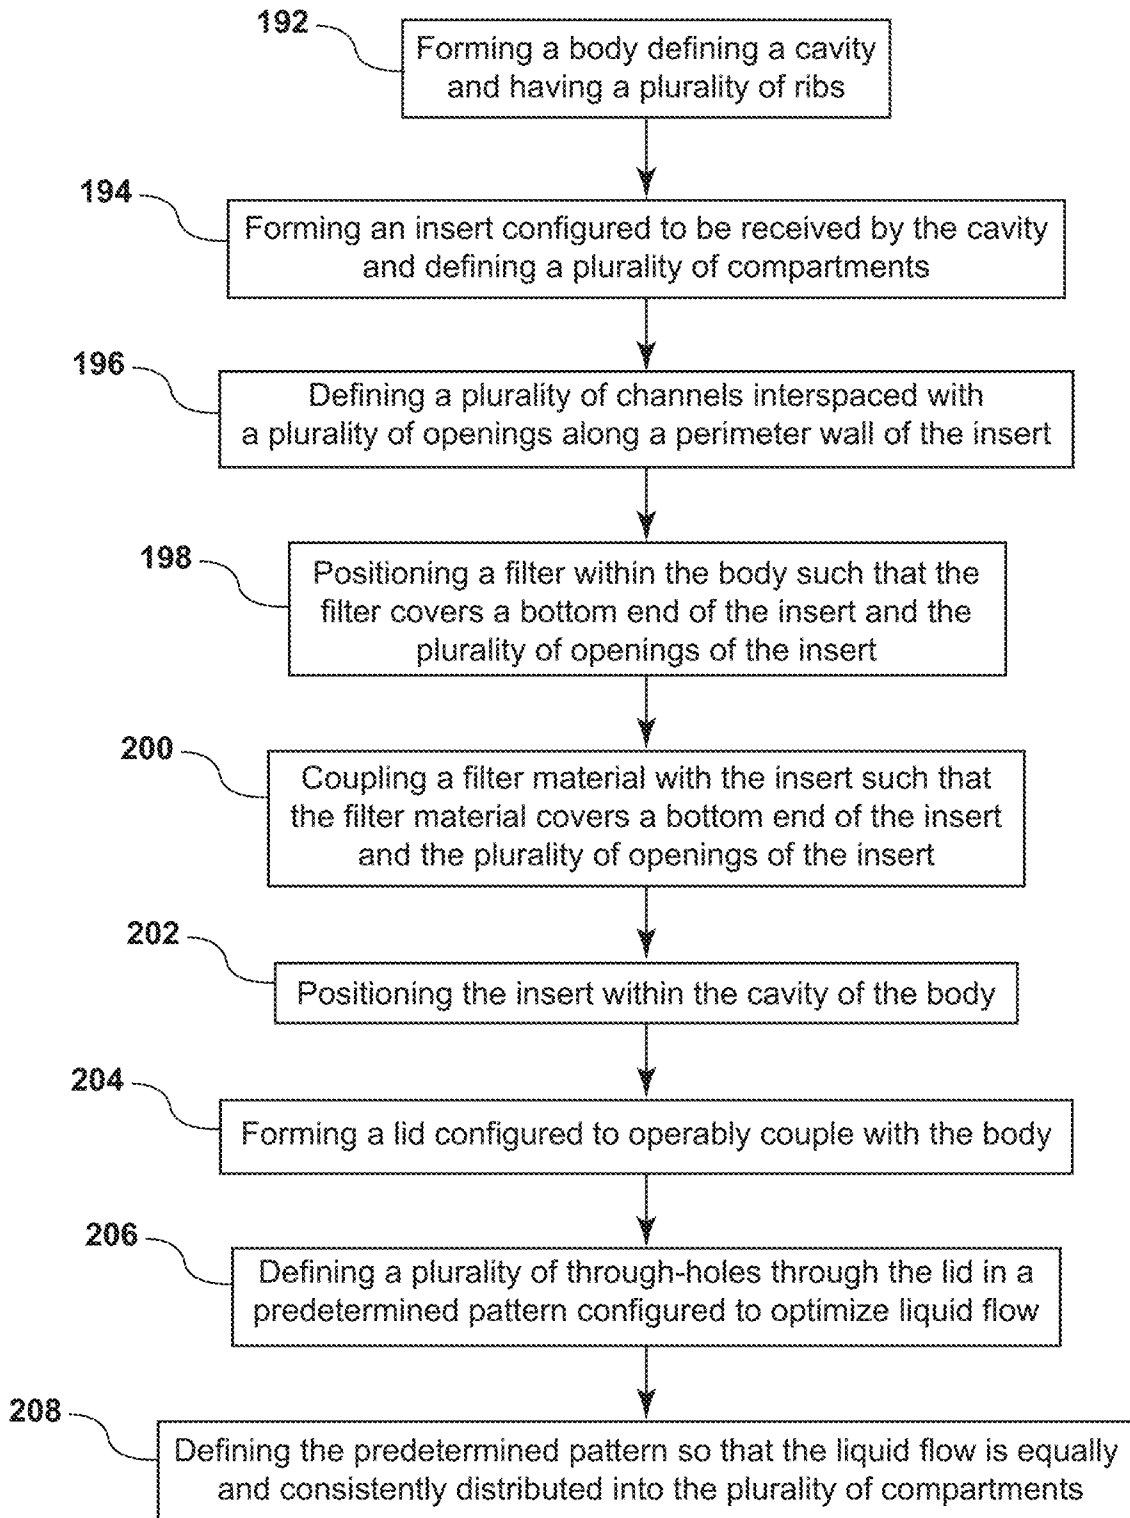 192
Forming a body defining a cavity
and having a plurality of ribs
194
Forming an insert configured to be received by the cavity
and defining a plurality of compartments
196
Defining a plurality of channels interspaced with
a plurality of openings along a perimeter wall of the insert
198
Positioning a filter within the body such that the
filter covers a bottom end of the insert and the
plurality of openings of the insert
200
Coupling a filter material with the insert such that
the filter material covers a bottom end of the insert
and the plurality of openings of the insert
202
Positioning the insert within the cavity of the body
204
Forming a lid configured to operably couple with the body
206
Defining a plurality of through-holes through the lid in a
predetermined pattern configured to optimize liquid flow
208
Defining the predetermined pattern so that the liquid flow is equally
and consistently distributed into the plurality of compartments